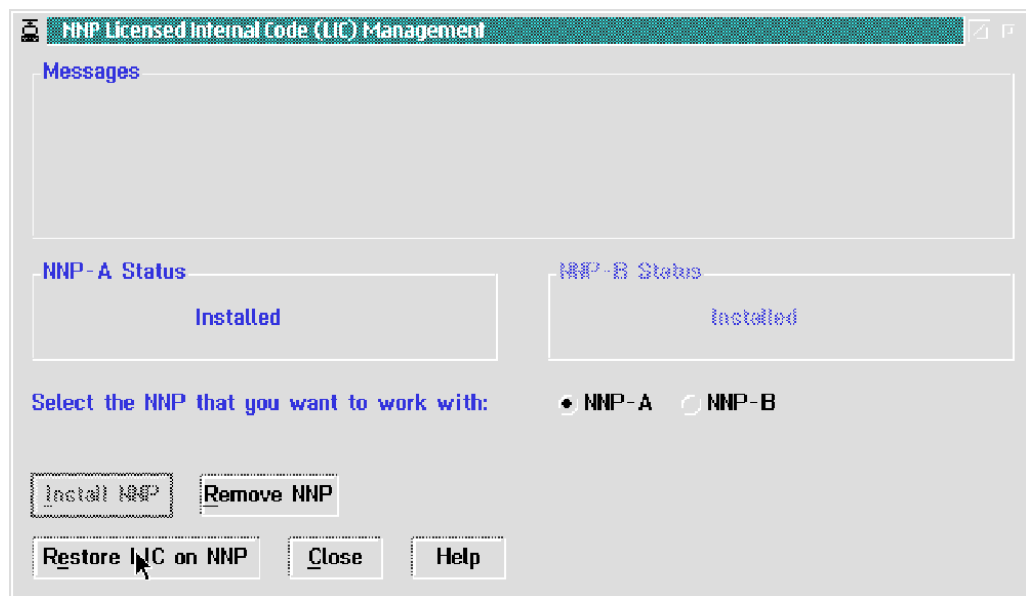 NNP Licensed Internal Code (LIC) Management
Messages
NNP-A Status
NNP-B Status
Installed
Installed
Select the NNP that you want to work with:
NNP-A
NNP-B
Install NNP
Remove NNP
Restore LIC on NNP
Close
Help